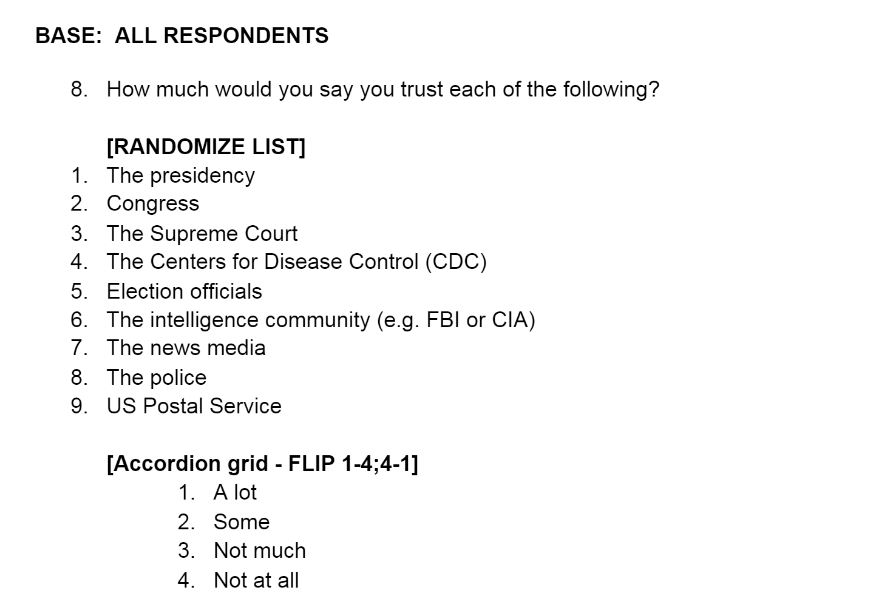 BASE: ALL RESPONDENTS
8. How much would you say you trust each of the following?
[RANDOMIZE LIST]
1. The presidency
2. Congress
3. The Supreme Court
4. The Centers for Disease Control (CDC)
5. Election officials
6. The intelligence community (e.g. FBI or CIA)
7. The news media
8. The police
9. US Postal Service
[Accordion grid - FLIP 1-4;4-1]
1. A lot
2. Some
3. Not much
4. Not at all